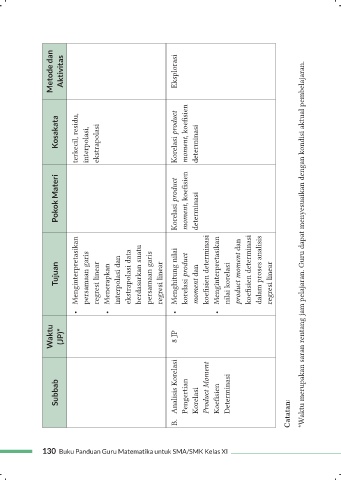 Subbab
Waktu
(JP)*
Tujuan
Pokok Materi
Kosakata
Metode dan
Aktivitas
• Menginterpretasikan
persamaan garis
regresi linear
• Menerapkan
interpolasi dan
ekstrapolasi data
berdasarkan suatu
persamaan garis
regresi linear
terkecil, residu,
interpolasi,
ekstrapolasi
B. Analisis Korelasi
Pengertian
Korelasi
Product Moment
Koefisien
Determinasi
8 JP
• Menghitung nilai
korelasi product
moment dan
koefisien determinasi
• Menginterpretasikan
nilai korelasi
product moment dan
koefisien determinasi
dalam proses analisis
regresi linear
Korelasi product
moment, koefisien
determinasi
Korelasi product
moment, koefisien
determinasi
Eksplorasi
Catatan:
*Waktu merupakan saran rentang jam pelajaran. Guru dapat menyesuaikan dengan kondisi aktual pembelajaran.
130 Buku Panduan Guru Matematika untuk SMA/SMK Kelas XI